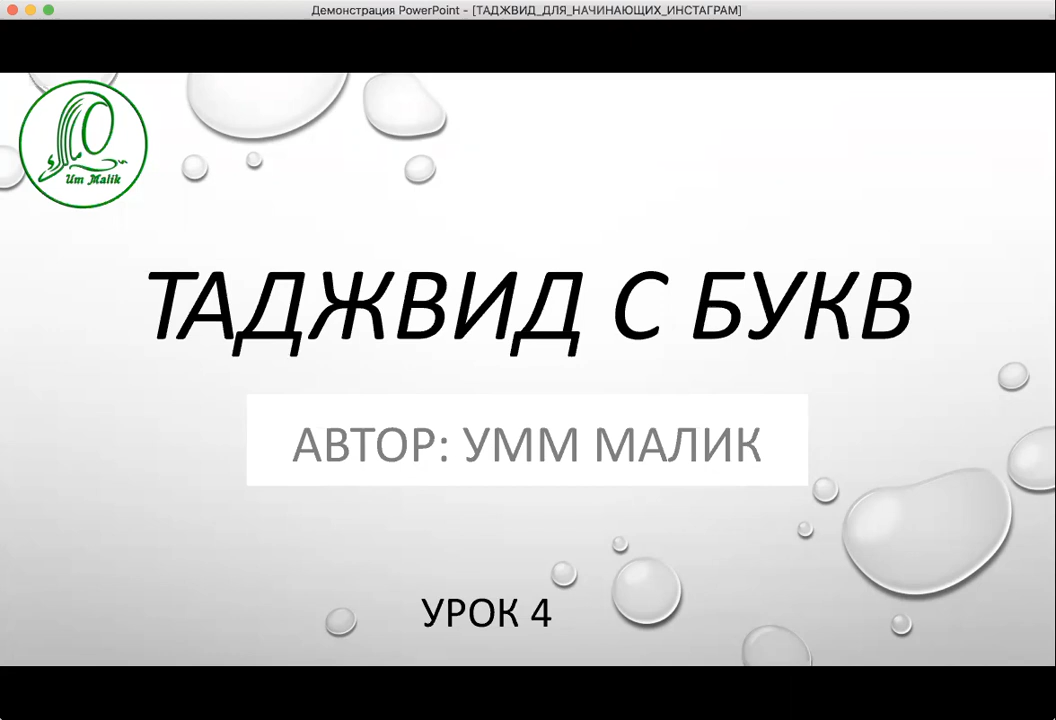 Демонстрация PowerPoint - [ТАДЖВИД_ДЛЯ_НАЧИНАЮЩИХ_ИНСТАГРАМ]
Um Malik
ТАДЖВИД С БУКВ
АВТОР: УММ МАЛИК
УРОК 4